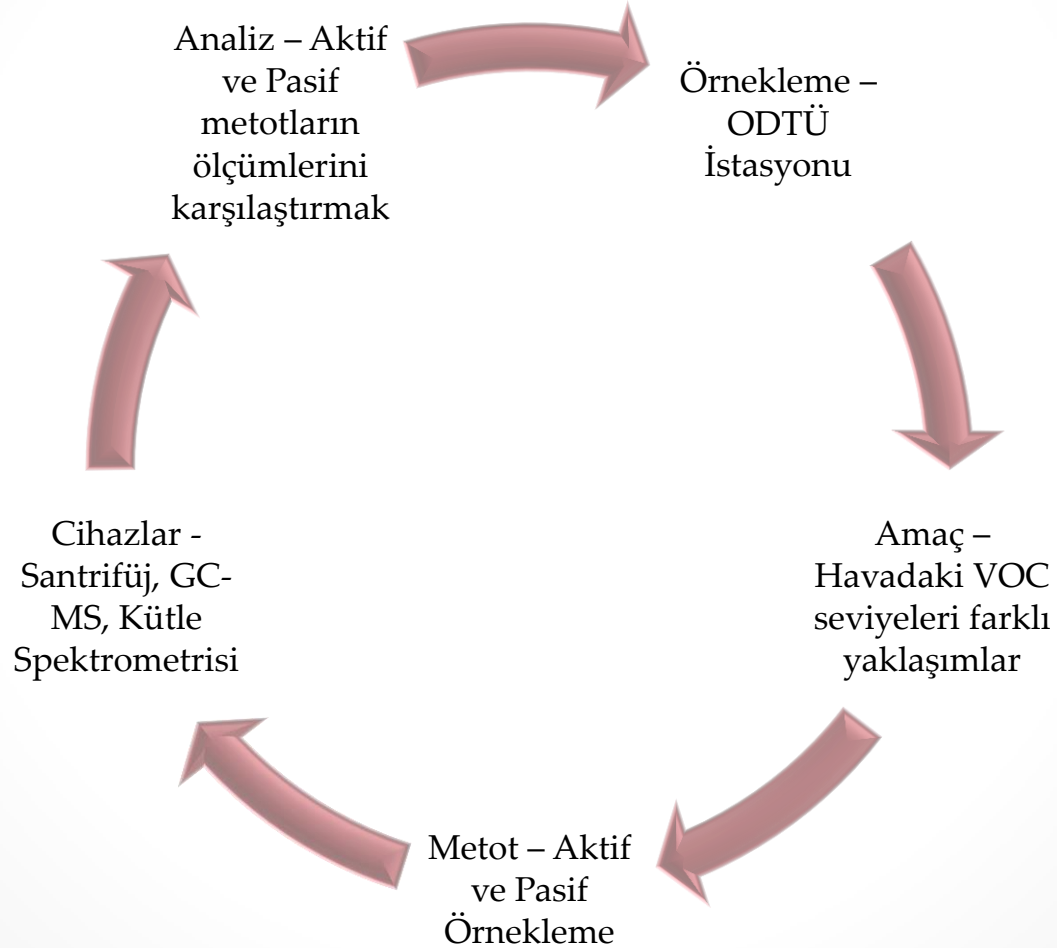 Analiz – Aktif
ve Pasif
metotların
ölçümlerini
karşılaştırmak
Örnekleme –
ODTÜ
İstasyonu
Amaç –
Havadaki VOC
seviyeleri farklı
yaklaşımlar
Metot – Aktif
ve Pasif
Örnekleme
Cihazlar -
Santrifüj, GC-
MS, Kütle
Spektrometrisi